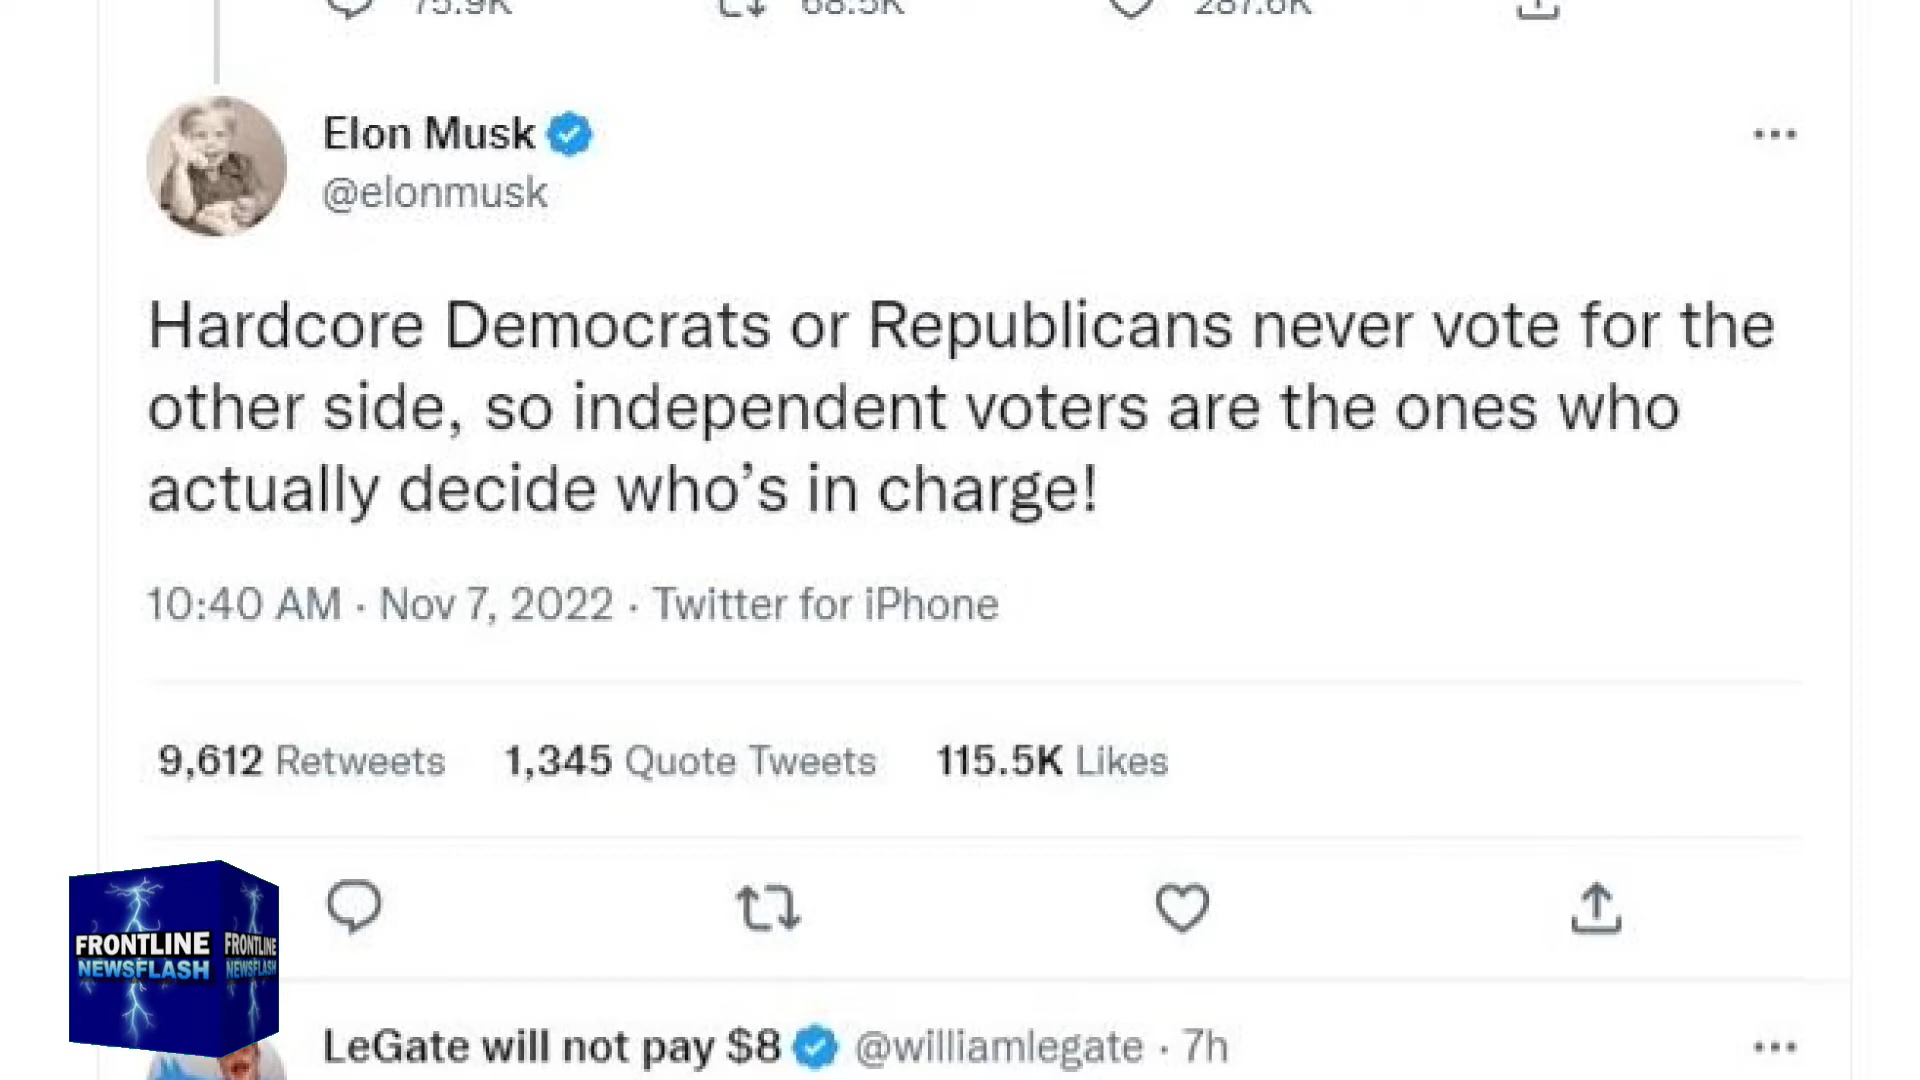 75.9K 68.5K 287.6K
Elon Musk
@elonmusk
Hardcore Democrats or Republicans never vote for the
other side, so independent voters are the ones who
actually decide who’s in charge!
10:40 AM · Nov 7, 2022 · Twitter for iPhone
9,612 Retweets 1,345 Quote Tweets 115.5K Likes
FRONTLINE FRONTLINE
NEWSFLASH NEWSFLASH
LeGate will not pay $8 @williamlegate · 7h